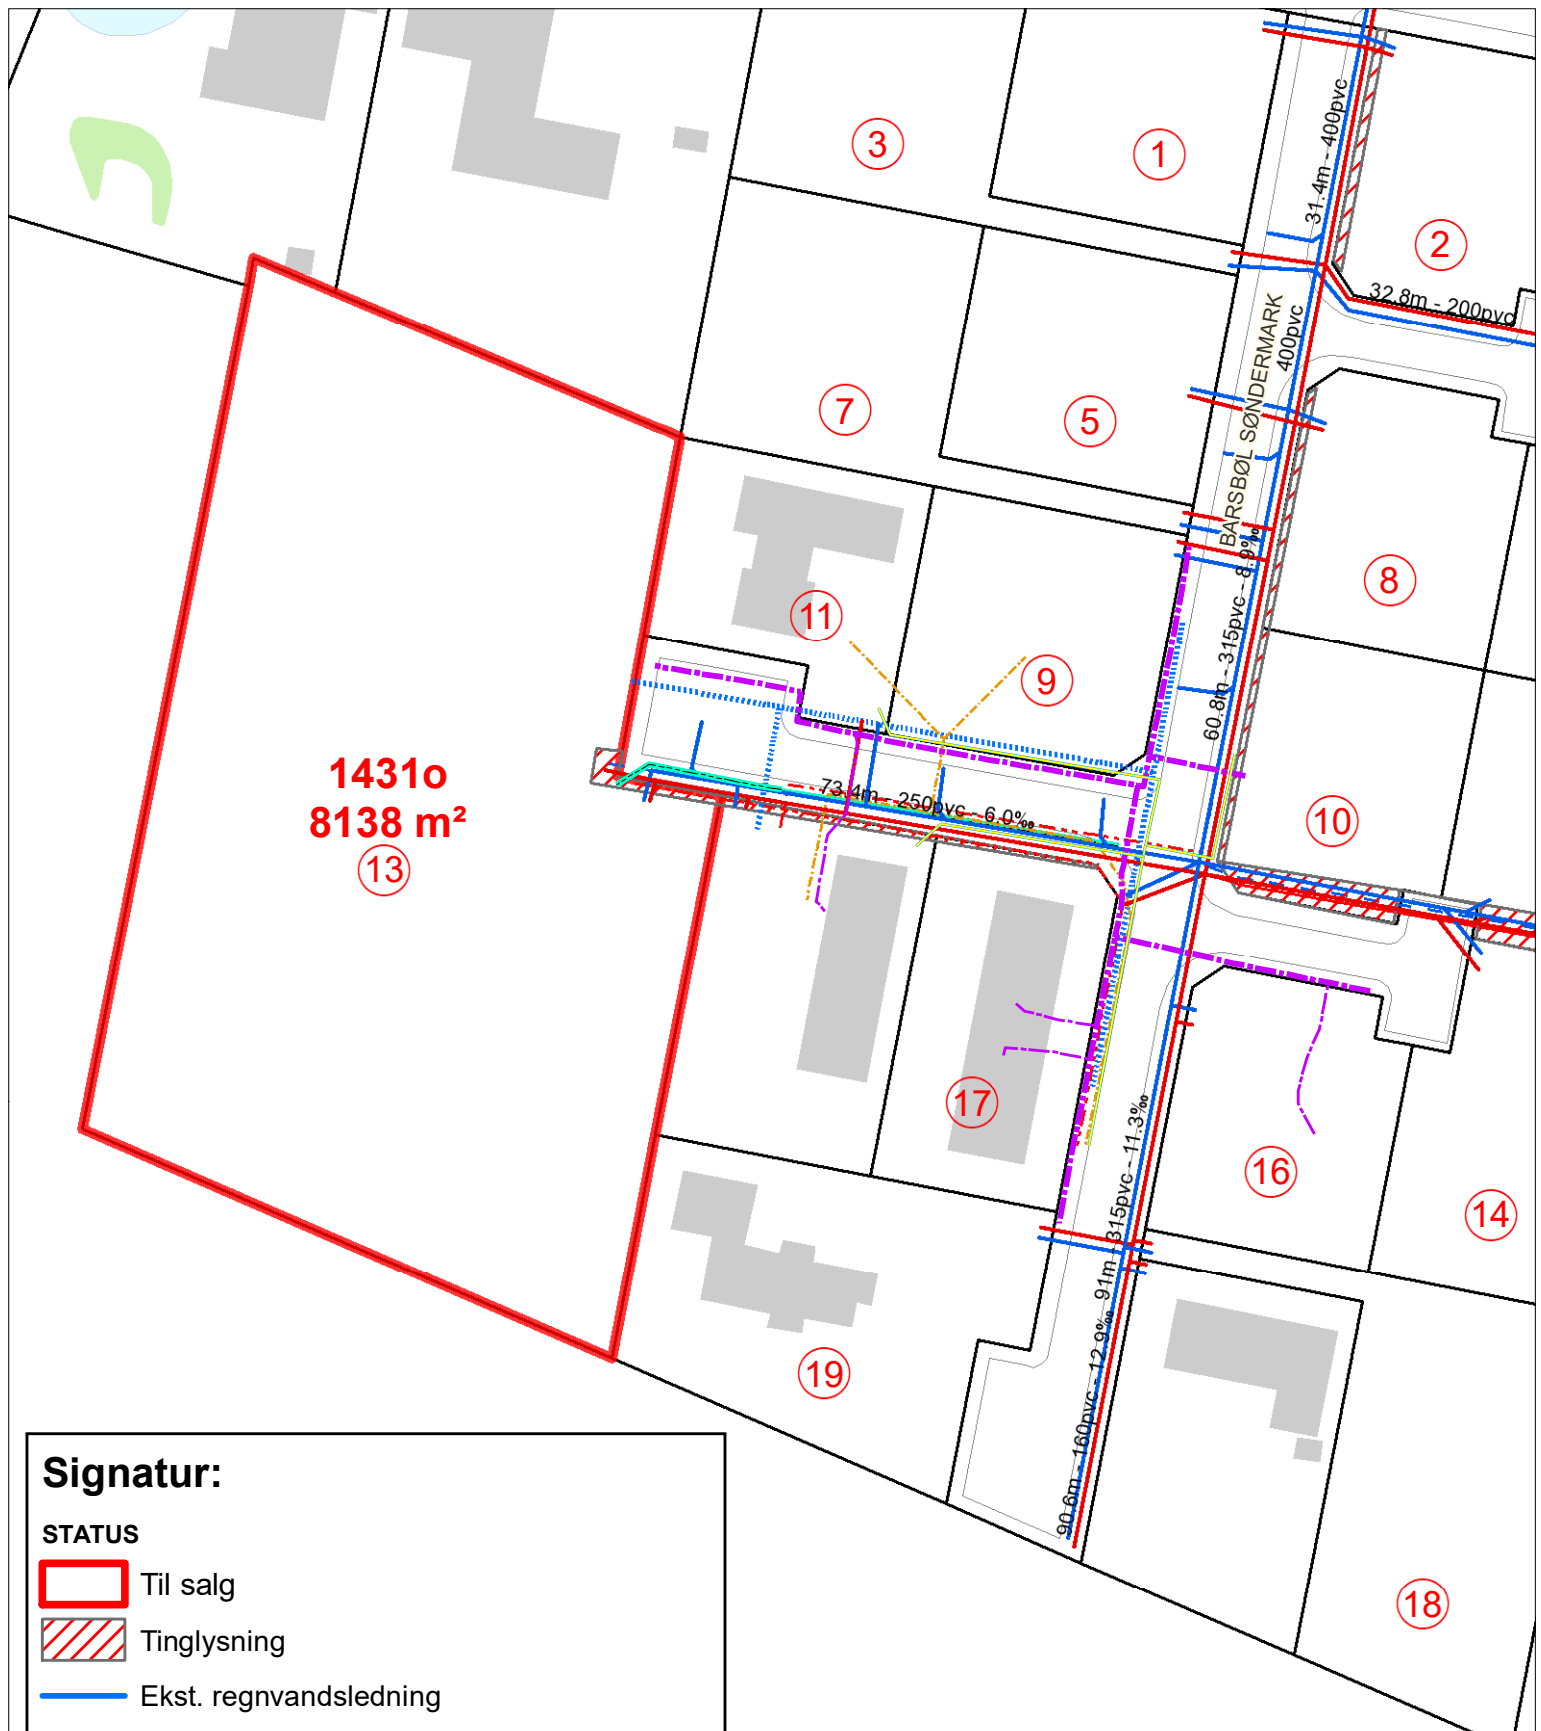 3
1
2
31.4m - 400pvc
32.8m - 200pvc
400pvc
BARSBØL SØNDERMARK
7
5
8
11
9
60.8m - 315pvc - 8.9‰
1431o
8138 m²
13
73.4m - 250pvc - 6.0‰
10
17
16
14
91m - 315pvc - 11.3‰
90.6m - 160pvc - 12.9‰
19
18
Signatur:
STATUS
Til salg
Tinglysning
Ekst. regnvandsledning